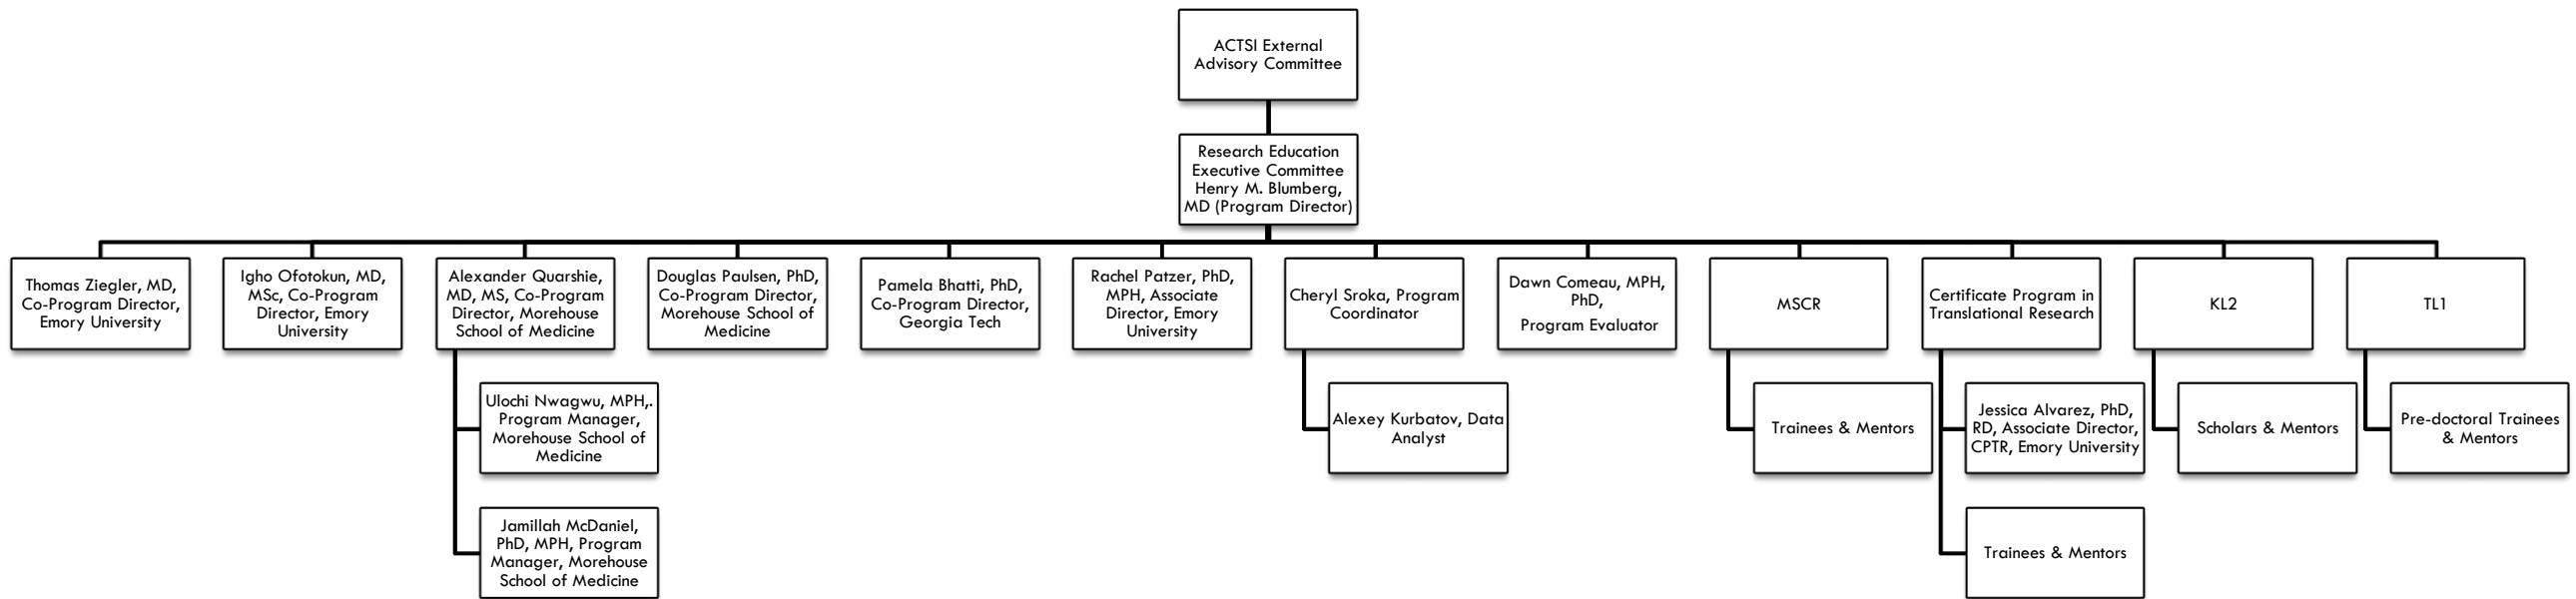 ACTSI External
Advisory Committee
Research Education
Executive Committee
Henry M. Blumberg,
MD (Program Director)
Thomas Ziegler, MD,
Co-Program Director,
Emory University
Igho Ofotokun, MD,
MSc, Co-Program
Director, Emory
University
Alexander Quarshie,
MD, MS, Co-Program
Director, Morehouse
School of Medicine
Douglas Paulsen, PhD,
Co-Program Director,
Morehouse School of
Medicine
Pamela Bhatti, PhD,
Co-Program Director,
Georgia Tech
Rachel Patzer, PhD,
MPH, Associate
Director, Emory
University
Cheryl Sroka, Program
Coordinator
Dawn Comeau, MPH,
PhD,
Program Evaluator
MSCR
Certificate Program in
Translational Research
KL2
TL1
Ulochi Nwagwu, MPH,.
Program Manager,
Morehouse School of
Medicine
Alexey Kurbatov, Data
Analyst
Trainees & Mentors
Jessica Alvarez, PhD,
RD, Associate Director,
CPTR, Emory University
Scholars & Mentors
Pre-doctoral Trainees
& Mentors
Jamillah McDaniel,
PhD, MPH, Program
Manager, Morehouse
School of Medicine
Trainees & Mentors